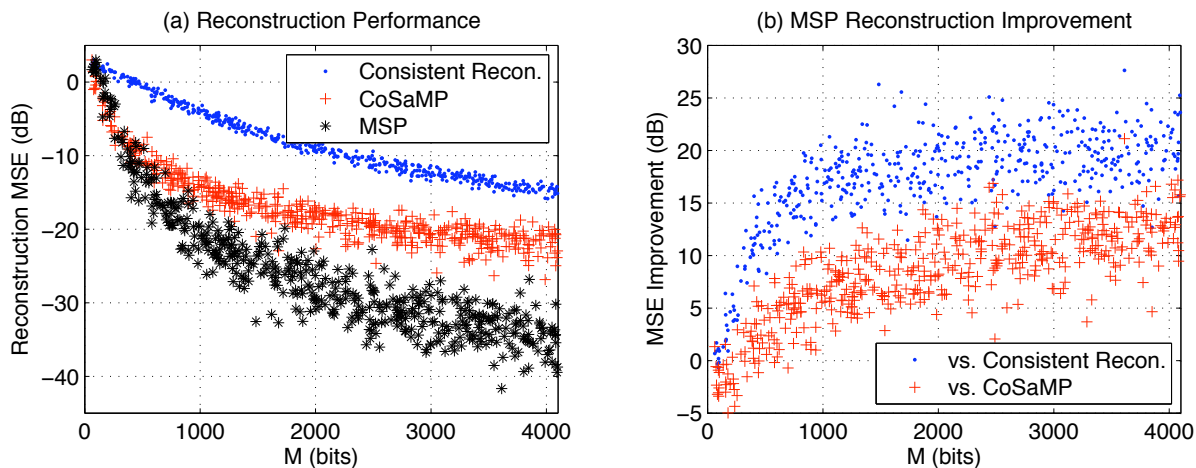 (a) Reconstruction Performance
Reconstruction MSE (dB)
0
−10
−20
−30
−40
Consistent Recon.
CoSaMP
MSP
0
1000
2000
3000
4000
M (bits)
(b) MSP Reconstruction Improvement
MSE Improvement (dB)
30
25
20
15
10
5
0
−5
vs. Consistent Recon.
vs. CoSaMP
0
1000
2000
3000
4000
M (bits)